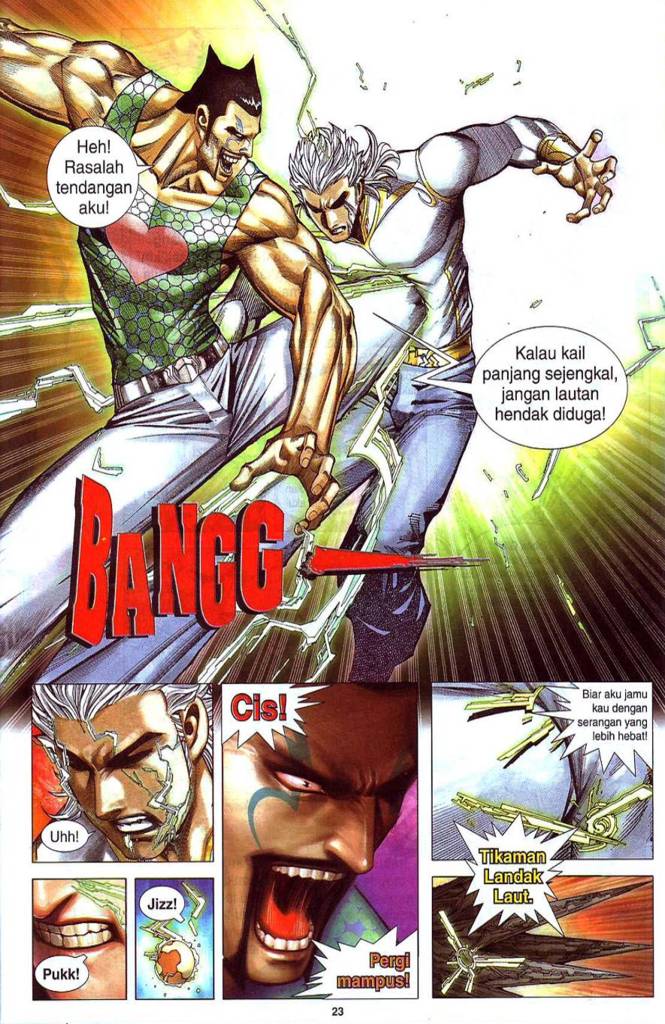 Heh!
Rasalah
tendangan
aku!
Kalau kail
panjang sejengkal,
jangan lautan
hendak diduga!
BANGG
Uhh!
Pukk!
Jizz!
Cis!
Pergi
mampus!
Biar aku jamu
kau dengan
serangan yang
lebih hebat!
Tikaman
Landak
Laut.
23